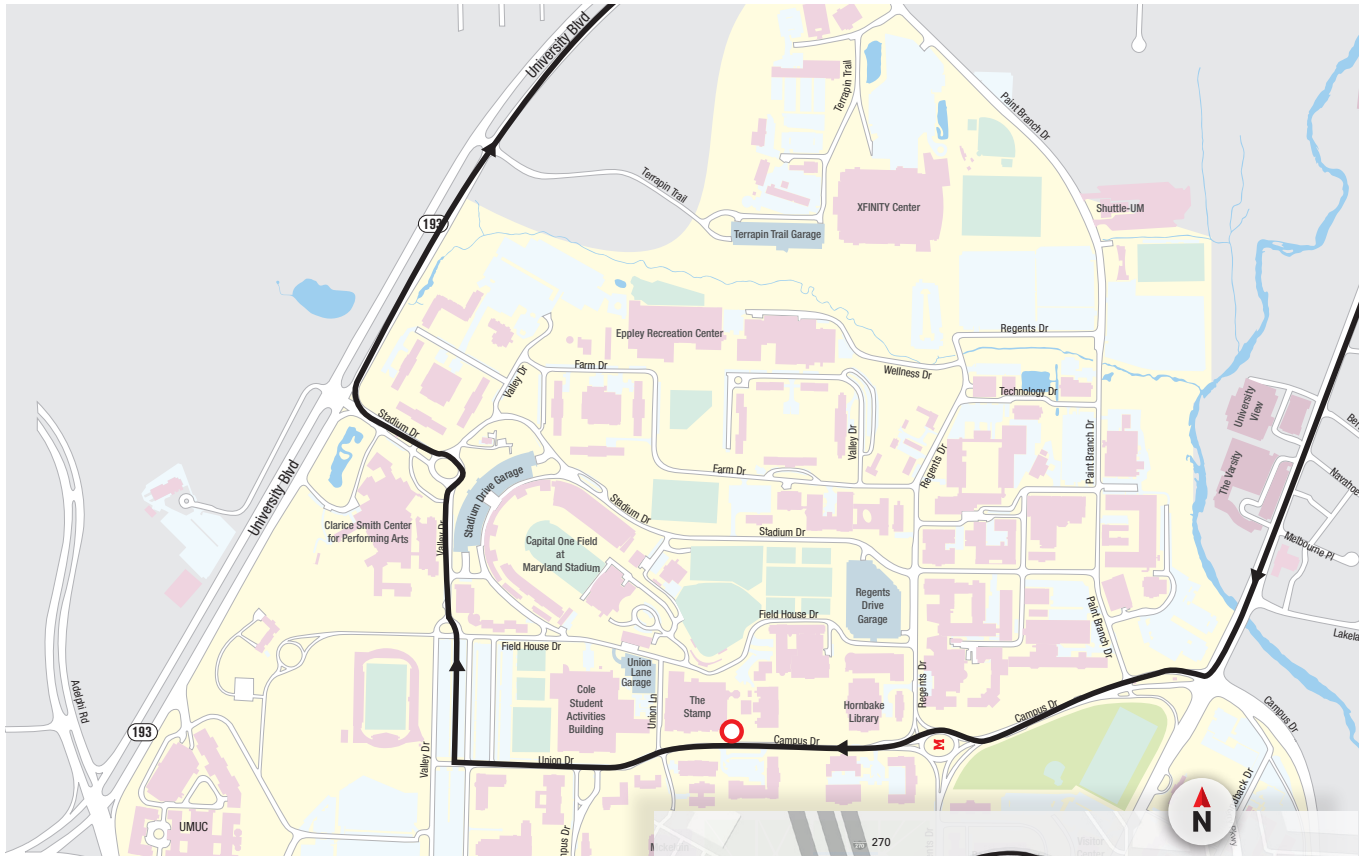 University Blvd
Terrapin Trail
Paint Branch Dr
Terrapin Trail
193
XFINITY Center
Shuttle-UM
Terrapin Trail Garage
Eppley Recreation Center
Regents Dr
Valley Dr
Farm Dr
Wellness Dr
Technology Dr
University
View
Stadium Dr
Paint Branch Dr
University Blvd
Stadium Drive Garage
Farm Dr
Valley Dr
Regents Dr
The Varsity
Navahoe
Clarice Smith Center
for Performing Arts
Valley Dr
Stadium Dr
Capital One Field
at
Maryland Stadium
Stadium Dr
Melbourne Pl
Regents
Drive
Garage
Field House Dr
Paint Branch Dr
Field House Dr
Union
Lane
Garage
Cole
Student
Activities
Building
Union Ln
The
Stamp
Hornbake
Library
Regents Dr
Campus Dr
Campus Dr
Adelphi Rd
193
Valley Dr
Union Dr
Campus Dr
M
UMUC
N
270
270